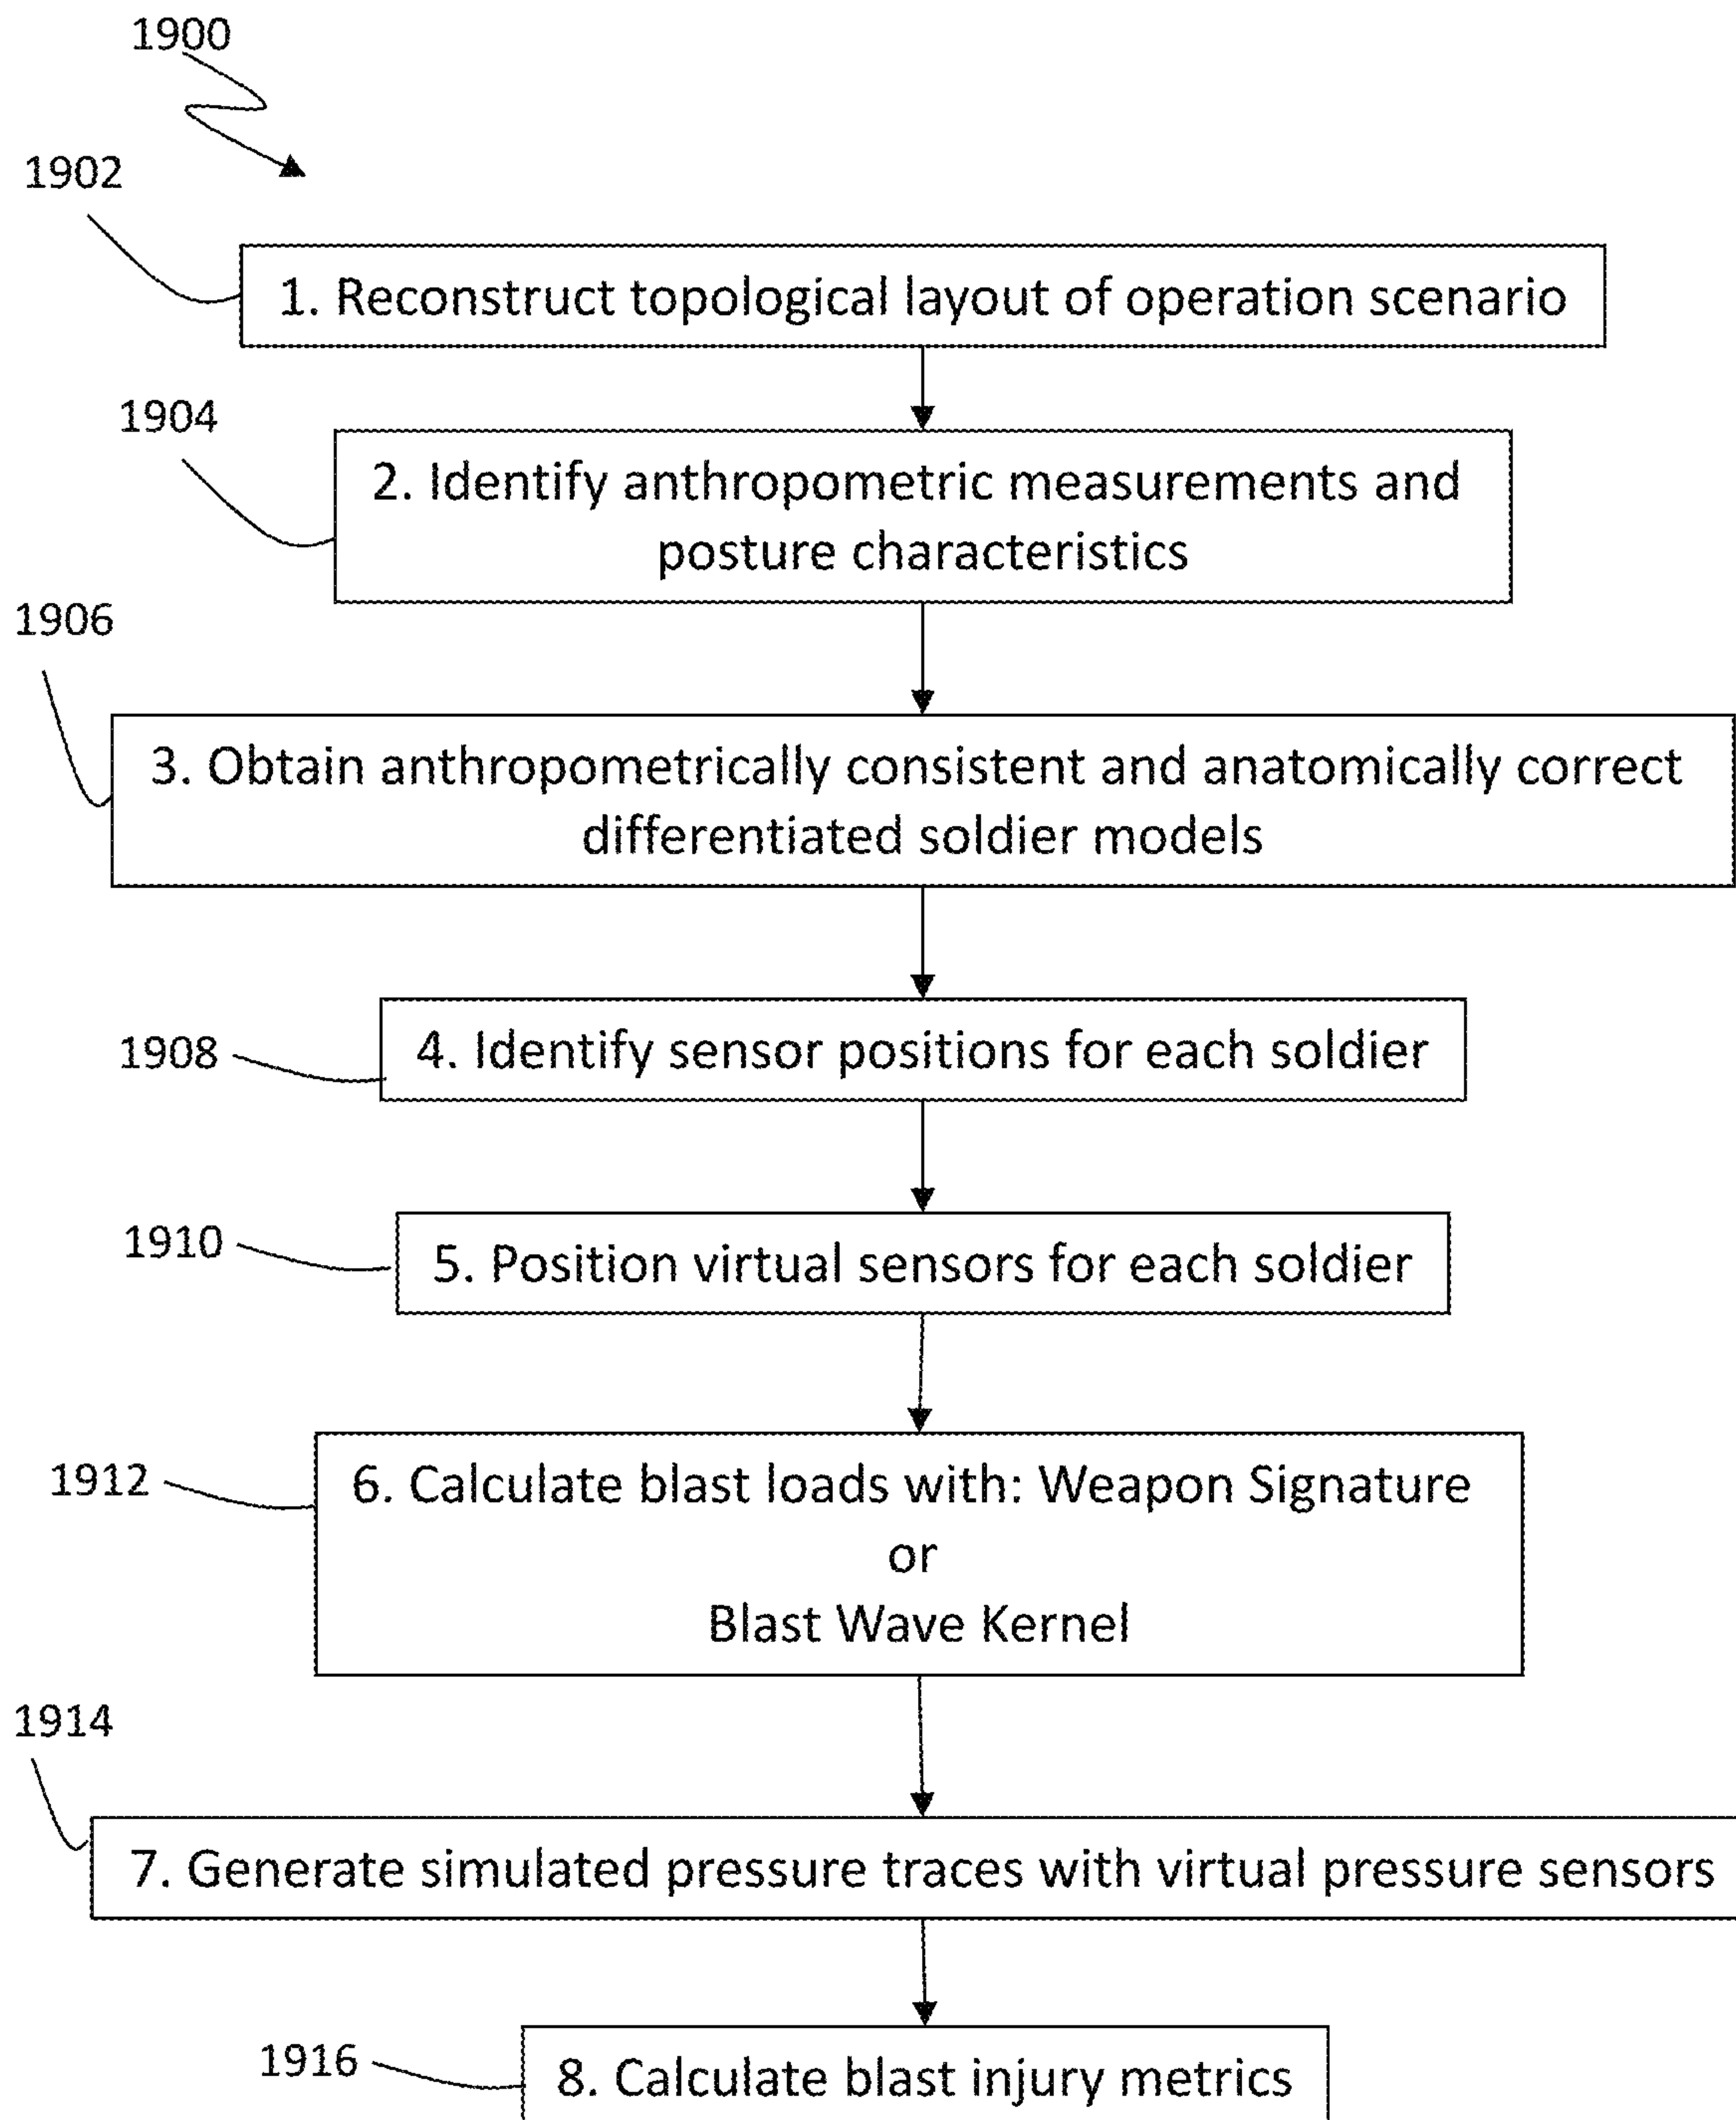 1900
1902
1. Reconstruct topological layout of operation scenario
1904
2. Identify anthropometric measurements and
posture characteristics
1906
3. Obtain anthropometrically consistent and anatomically correct
differentiated soldier models
1908
4. Identify sensor positions for each soldier
1910
5. Position virtual sensors for each soldier
1912
6. Calculate blast loads with: Weapon Signature
or
Blast Wave Kernel
1914
7. Generate simulated pressure traces with virtual pressure sensors
1916
8. Calculate blast injury metrics